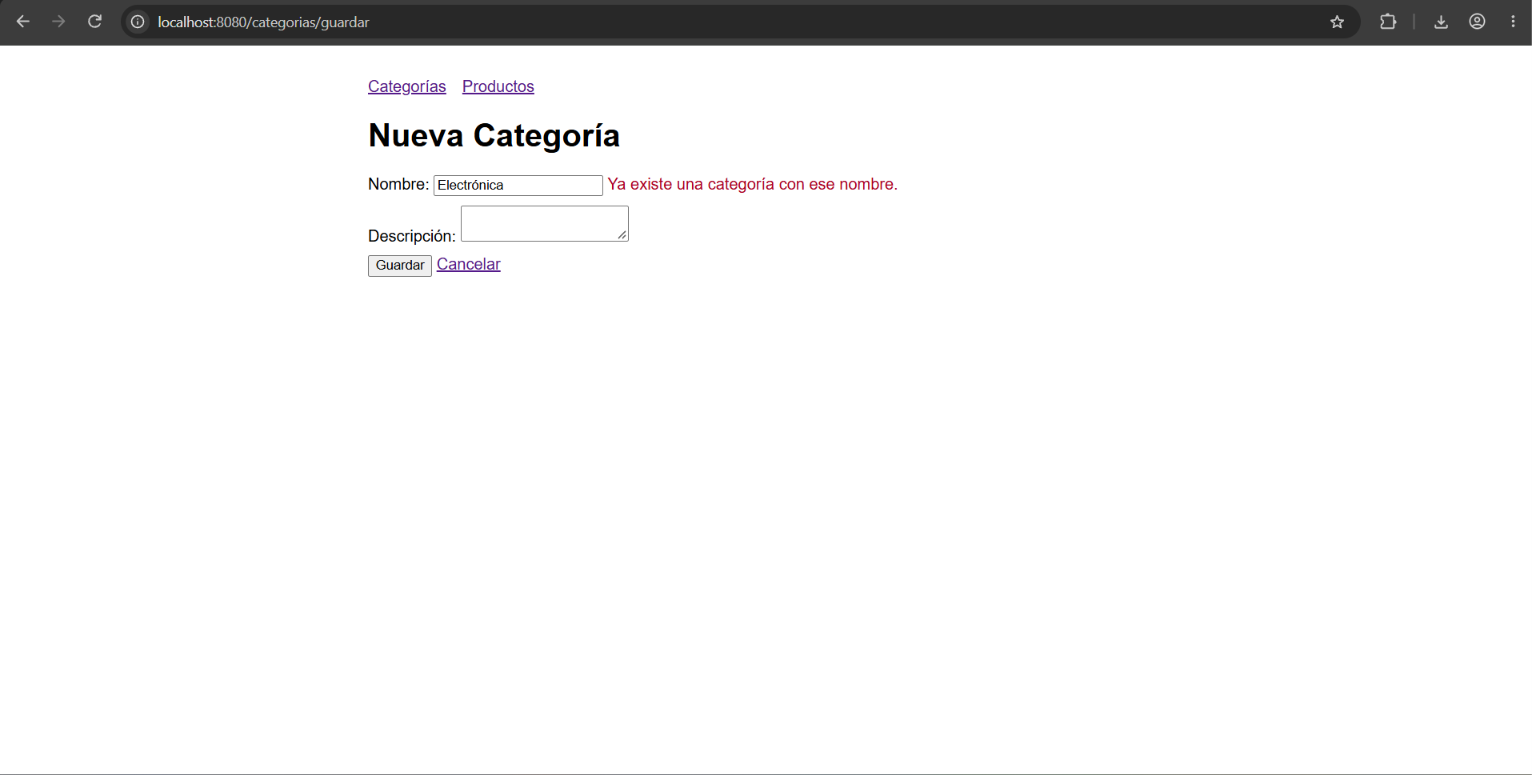 localhost:8080/categorias/guardar
Categorías Productos
Nueva Categoría
Nombre: Electrónica Ya existe una categoría con ese nombre.
Descripción:
Guardar Cancelar